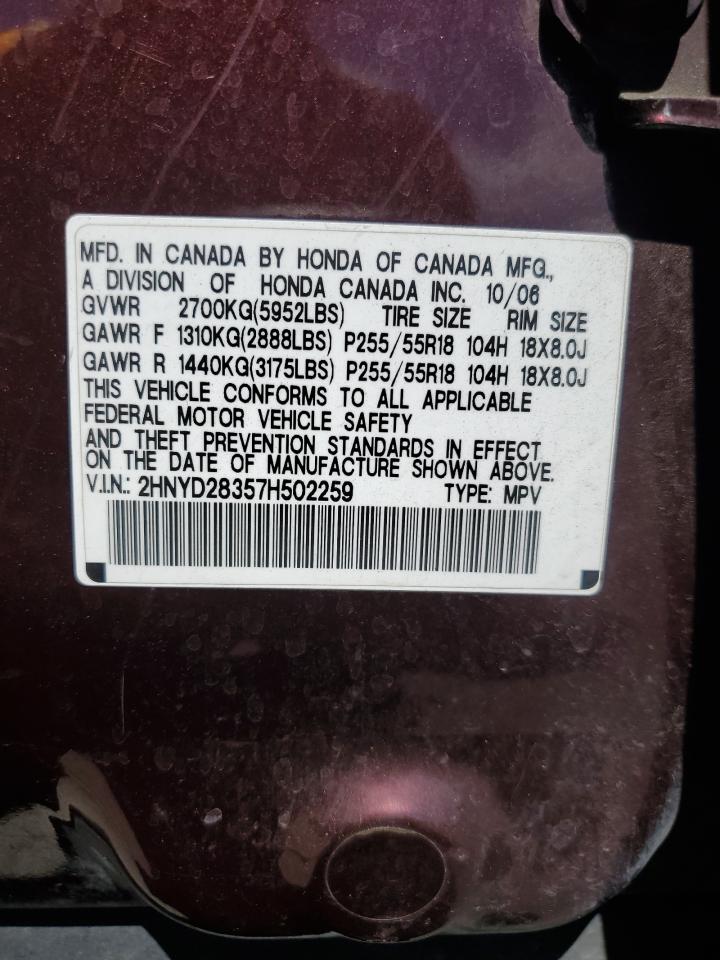 MFD. IN CANADA BY HONDA OF CANADA MFG.,
A DIVISION OF HONDA CANADA INC. 10/06
GVWR 2700KG(5952LBS) TIRE SIZE RIM SIZE
GAWR F 1310KG(2888LBS) P255/55R18 104H 18X8.0J
GAWR R 1440KG(3175LBS) P255/55R18 104H 18X8.0J
THIS VEHICLE CONFORMS TO ALL APPLICABLE
FEDERAL MOTOR VEHICLE SAFETY
AND THEFT PREVENTION STANDARDS IN EFFECT
ON THE DATE OF MANUFACTURE SHOWN ABOVE.
V.I.N.: 2HNYD28357H502259 TYPE: MPV